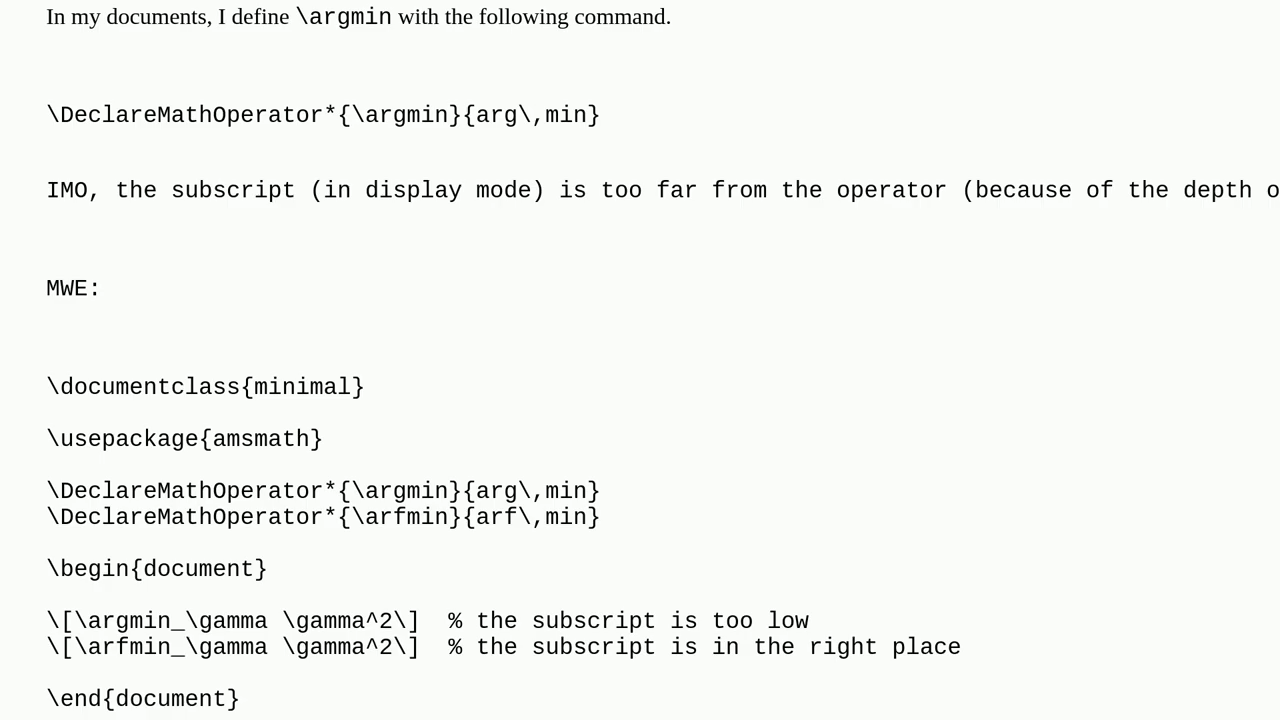 In my documents, I define \argmin with the following command.
\DeclareMathOperator*{\argmin}{arg\,min}
IMO, the subscript (in display mode) is too far from the operator (because of the depth o
MWE:
\documentclass{minimal}
\usepackage{amsmath}
\DeclareMathOperator*{\argmin}{arg\,min}
\DeclareMathOperator*{\arfmin}{arf\,min}
\begin{document}
\[\argmin_\gamma \gamma^2\]  % the subscript is too low
\[\arfmin_\gamma \gamma^2\]  % the subscript is in the right place
\end{document}